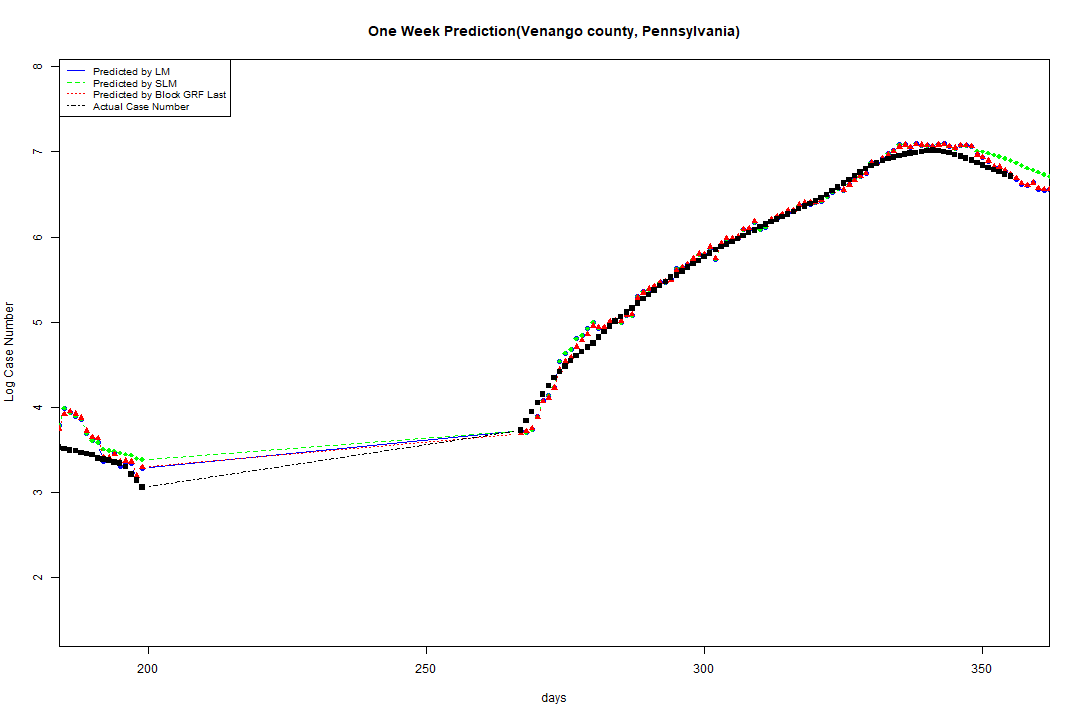 One Week Prediction(Venango county, Pennsylvania)
Predicted by LM
Predicted by SLM
Predicted by Block GRF Last
Actual Case Number
8
7
6
5
4
3
2
Log Case Number
200
250
300
350
days